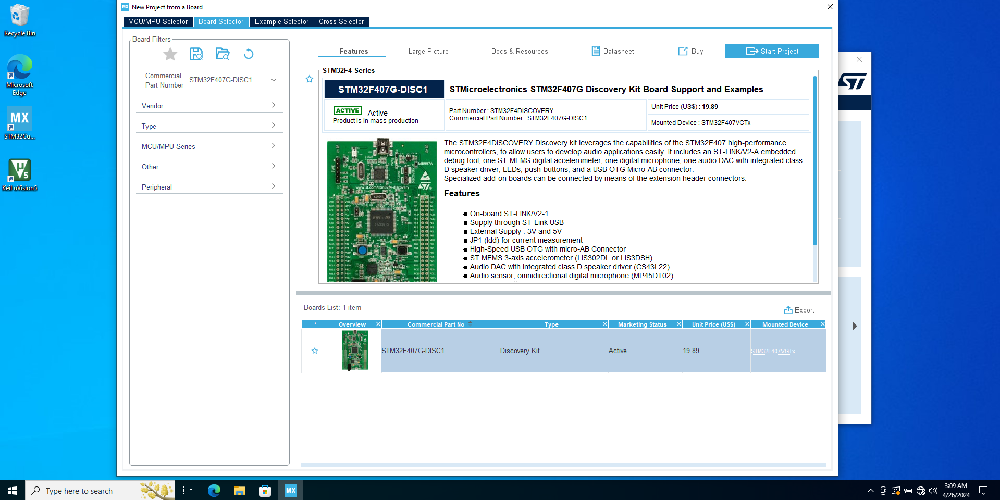 New Project from a Board
MCU/MPU Selector
Board Selector
Example Selector
Cross Selector
Board Filters
Commercial
Part Number
STM32F407G-DISC1
Vendor
Type
MCU/MPU Series
Other
Peripheral
Features
Large Picture
Docs & Resources
Datasheet
Buy
Start Project
STM32F4 Series
STM32F407G-DISC1
STMicroelectronics STM32F407G Discovery Kit Board Support and Examples
ACTIVE Active
Product is in mass production
Part Number : STM32F4DISCOVERY
Commercial Part Number : STM32F407G-DISC1
Unit Price (US$) : 19.89
Mounted Device : STM32F407VGTx
MB997A
SWD
ST-LINK
DISCOVERY
www.st.com/stm32f4-discovery
The STM32F4DISCOVERY Discovery kit leverages the capabilities of the STM32F407 high-performance
microcontrollers, to allow users to develop audio applications easily. It includes an ST-LINK/V2-A embedded
debug tool, one ST-MEMS digital accelerometer, one digital microphone, one audio DAC with integrated class
D speaker driver, LEDs, push-buttons, and a USB OTG Micro-AB connector.
Specialized add-on boards can be connected by means of the extension header connectors.
Features
● On-board ST-LINK/V2-1
● Supply through ST-Link USB
● External Supply : 3V and 5V
● JP1 (Idd) for current measurement
● High-Speed USB OTG with micro-AB Connector
● ST MEMS 3-axis accelerometer (LIS302DL or LIS3DSH)
● Audio DAC with integrated class D speaker driver (CS43L22)
● Audio sensor, omnidirectional digital microphone (MP45DT02)
Boards List: 1 item
Export
* Overview Commercial Part No Type Marketing Status Unit Price (US$) Mounted Device
STM32F407G-DISC1 Discovery Kit Active 19.89 STM32F407VGTx
Recycle Bin
Microsoft
Edge
MX
STM32Cu...
Keil uVision5
Type here to search
MX
3:09 AM
4/26/2024